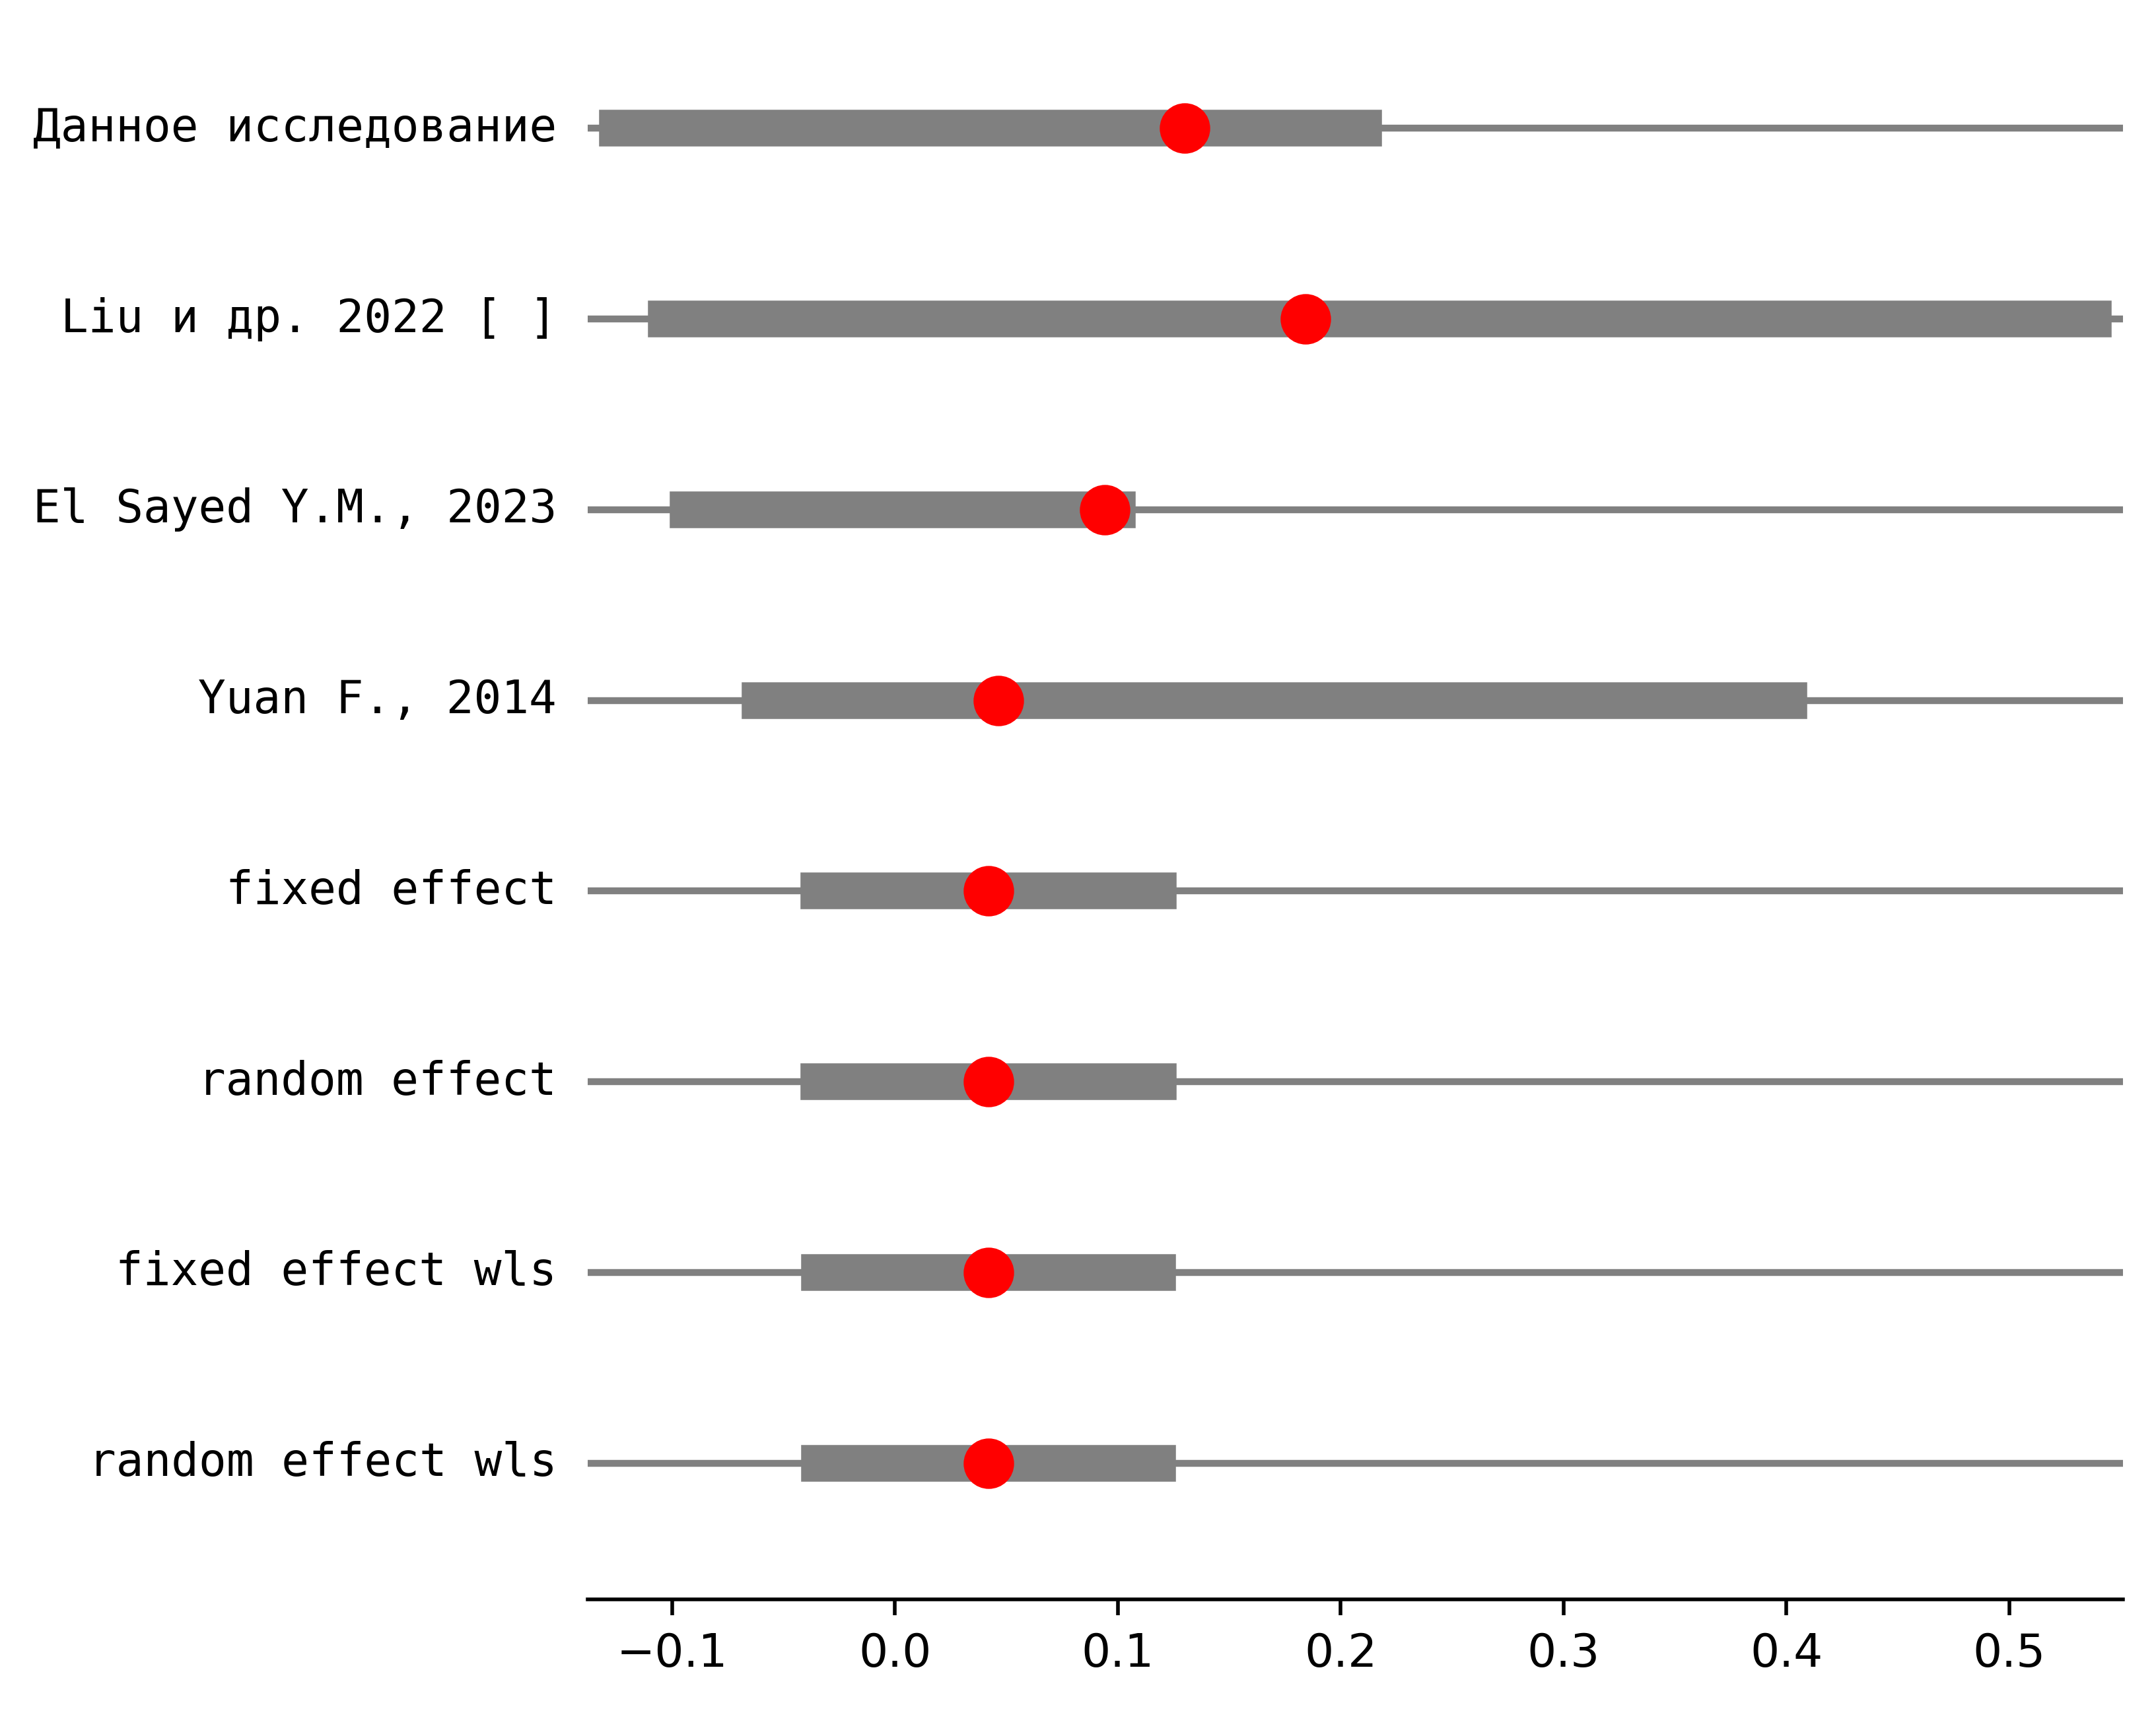 Данное исследование
Liu и др. 2022 [ ]
El Sayed Y.M., 2023
Yuan F., 2014
fixed effect
random effect
fixed effect wls
random effect wls
−0.1 0.0 0.1 0.2 0.3 0.4 0.5